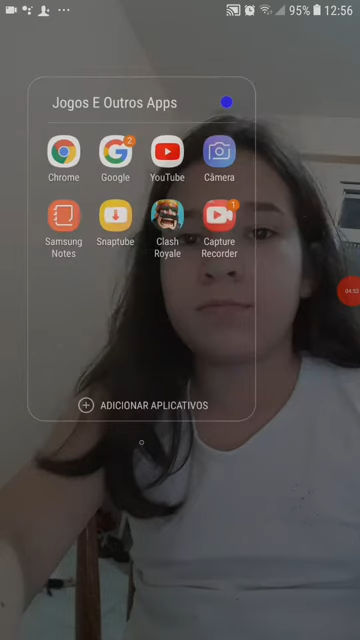 95% 12:56
Jogos E Outros Apps
2
Chrome Google YouTube Câmera
1
Samsung Notes Snaptube Clash Royale Capture Recorder
ADICIONAR APLICATIVOS